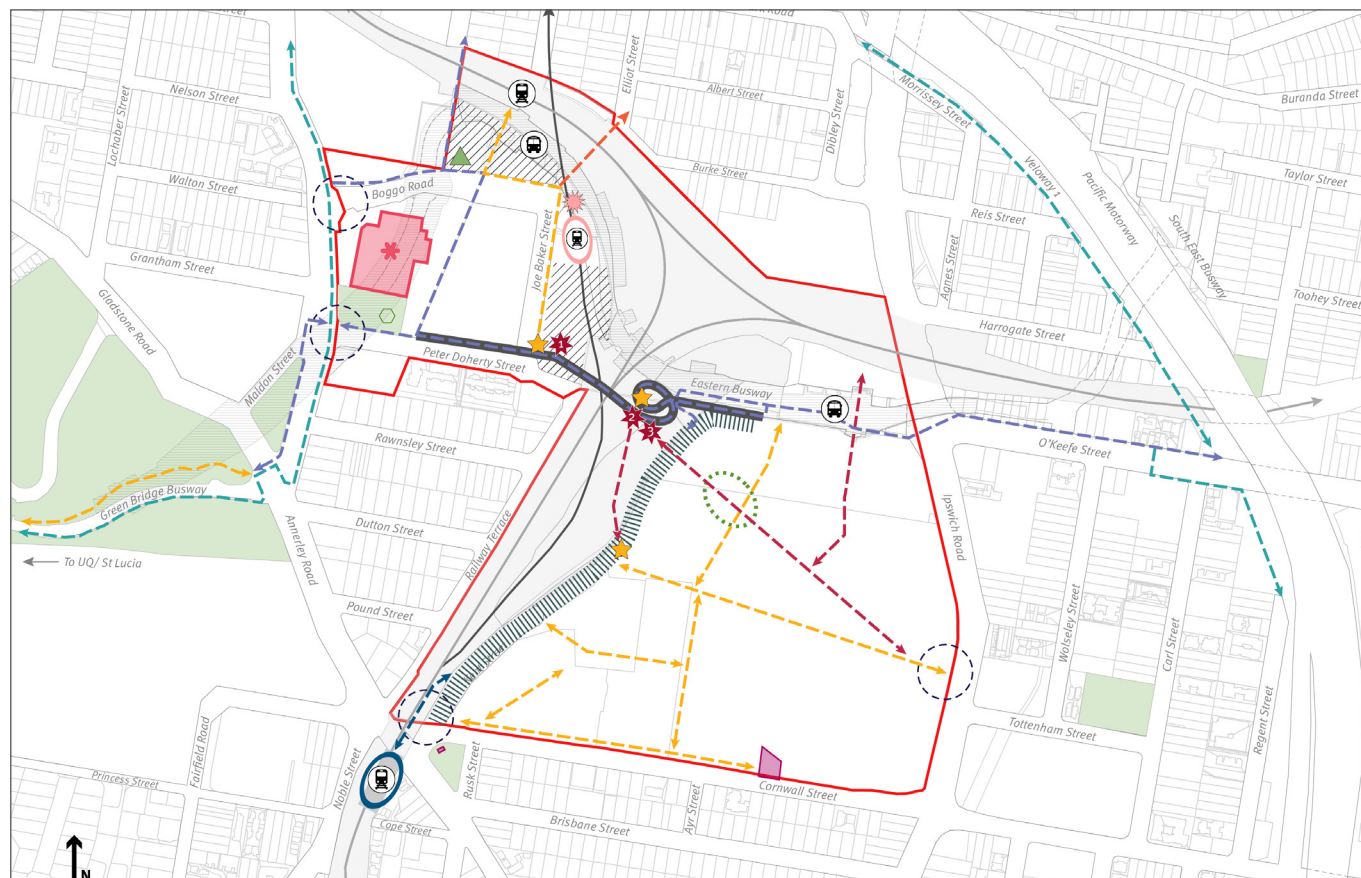 Road
Elliot Street
Nelson Street
Albert Street
Morrissey Street
Buranda Street
Lochaber Street
Dibley Street
Veloway 1
Pacific Motorway
Burke Street
Taylor Street
Walton Street
Boggo Road
Reis Street
South East Busway
Grantham Street
Joe Baker Street
Agnes Street
Toohey Street
Gladstone Road
Harrogate Street
1
Maldon Street
Peter Doherty Street
Eastern Busway
2
3
Rawnsley Street
O'Keefe Street
Green Bridge Busway
Ipswich Road
Annerley Road
Dutton Street
Railway Terrace
To UQ/ St Lucia
Pound Street
Wolseley Street
Carl Street
Regent Street
Fairfield Road
Tottenham Street
Noble Street
Rusk Street
Princess Street
Cornwall Street
Ayr Street
Cope Street
Brisbane Street
N